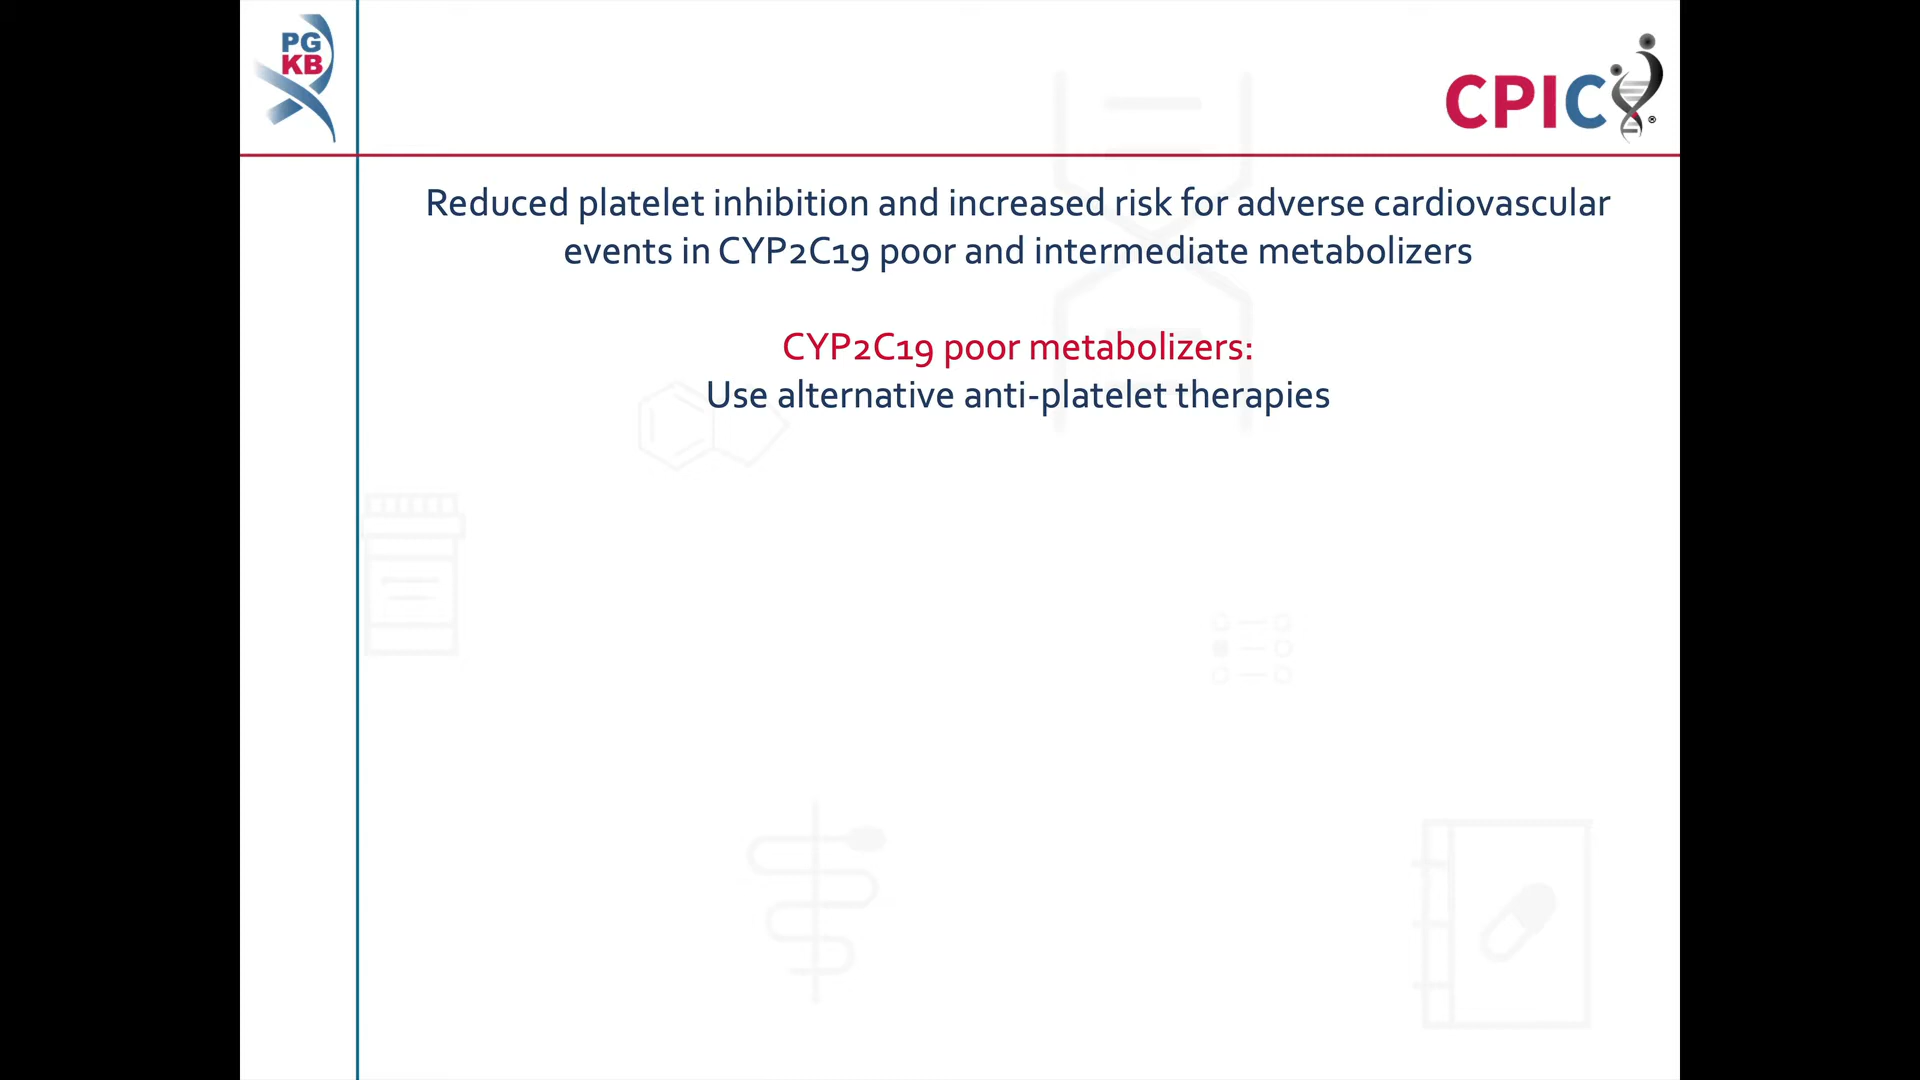 PG
KB
CPIC®
Reduced platelet inhibition and increased risk for adverse cardiovascular
events in CYP2C19 poor and intermediate metabolizers
CYP2C19 poor metabolizers:
Use alternative anti-platelet therapies